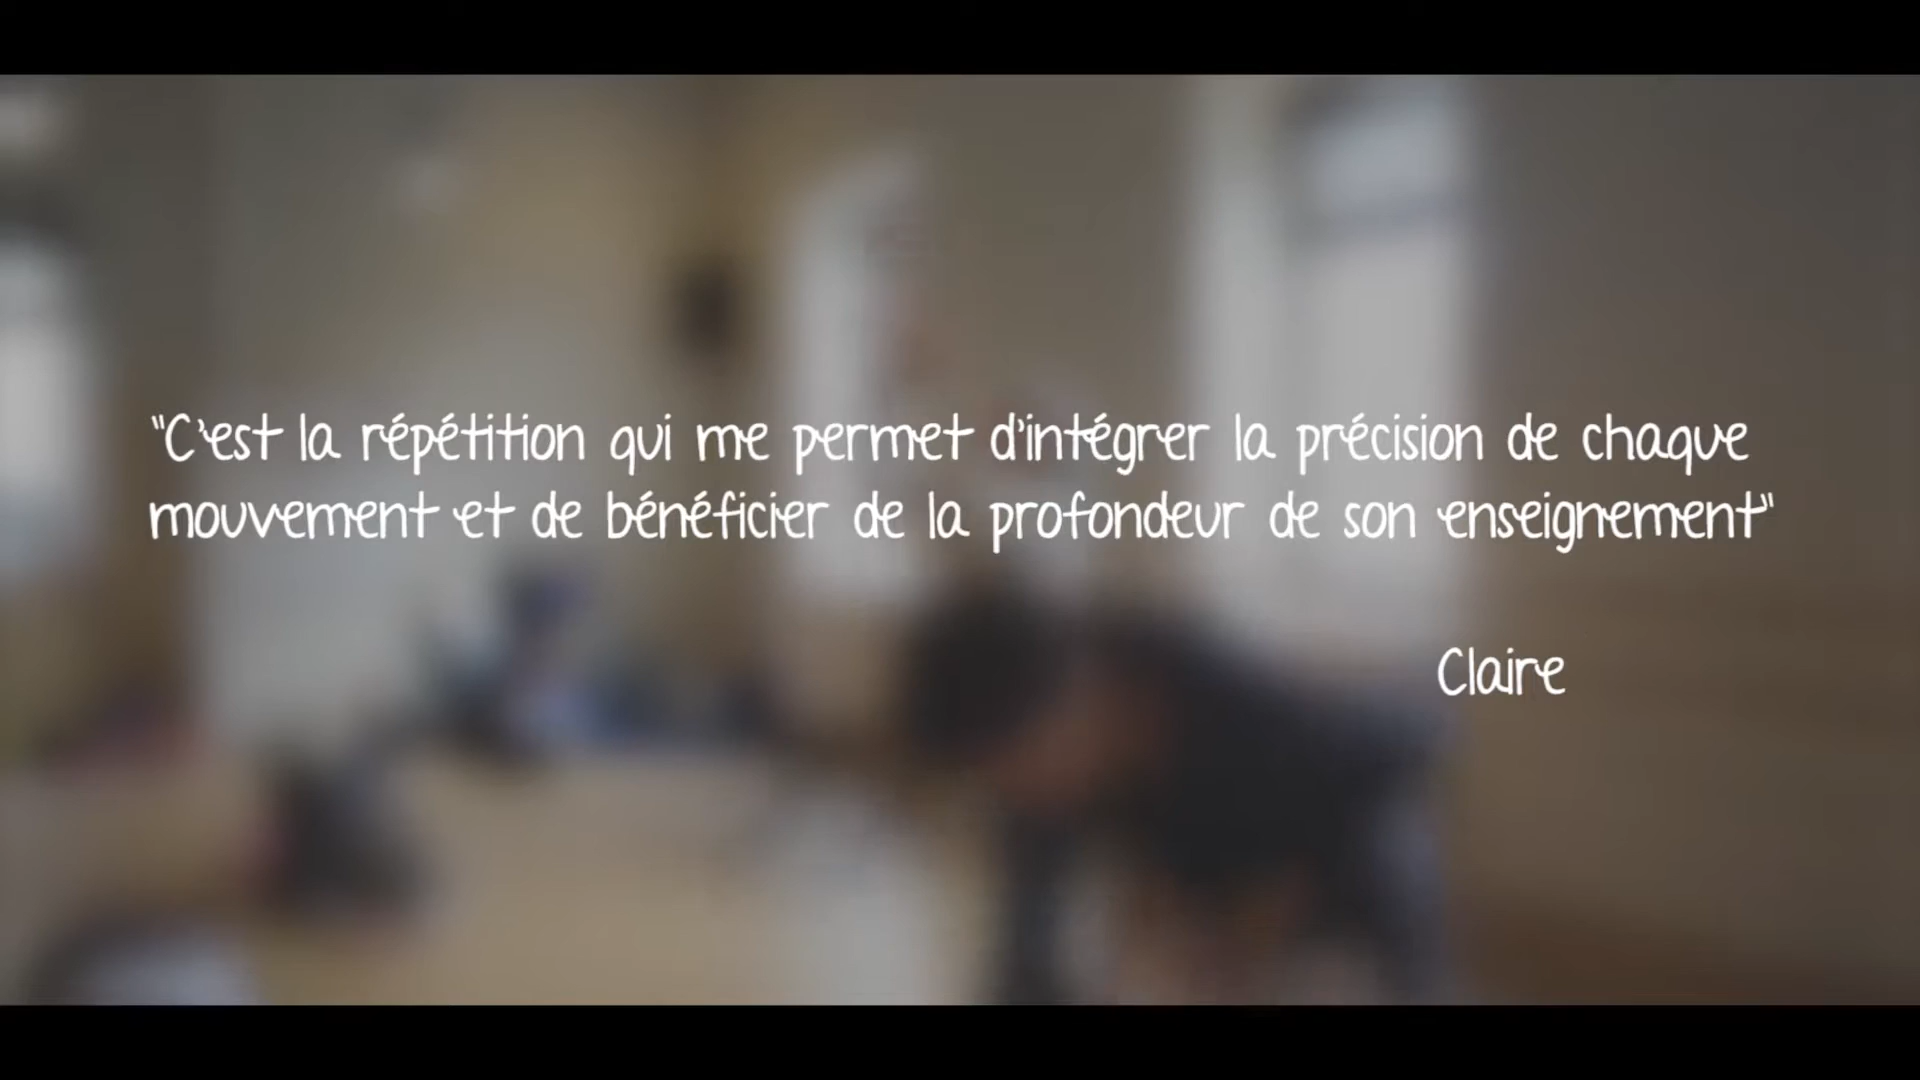 "C'est la répétition qui me permet d'intégrer la précision de chaque
mouvement et de bénéficier de la profondeur de son enseignement"
Claire